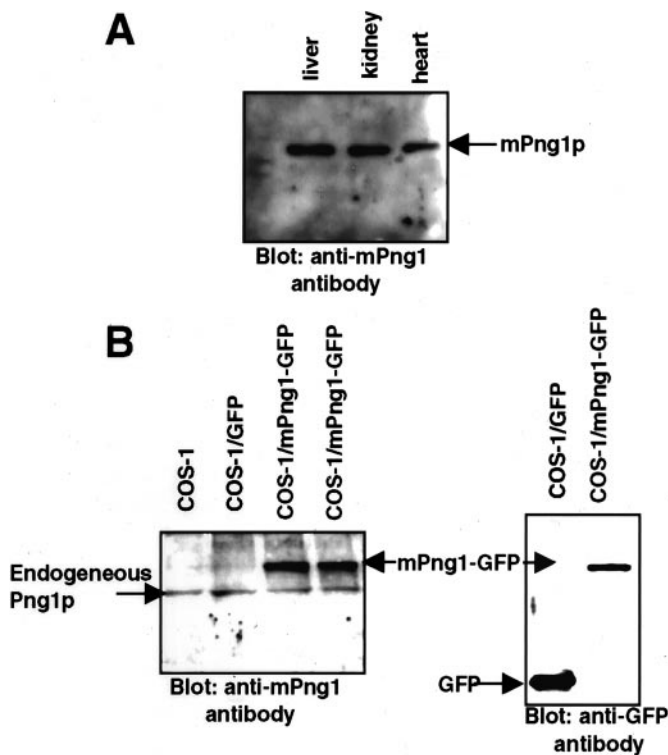 A
liver
kidney
heart
mPng1p
Blot: anti-mPng1
antibody
B
COS-1
COS-1/GFP
COS-1/mPng1-GFP
COS-1/mPng1-GFP
COS-1/GFP
COS-1/mPng1-GFP
Endogeneous
Png1p
mPng1-GFP
GFP
Blot: anti-mPng1
antibody
Blot: anti-GFP
antibody